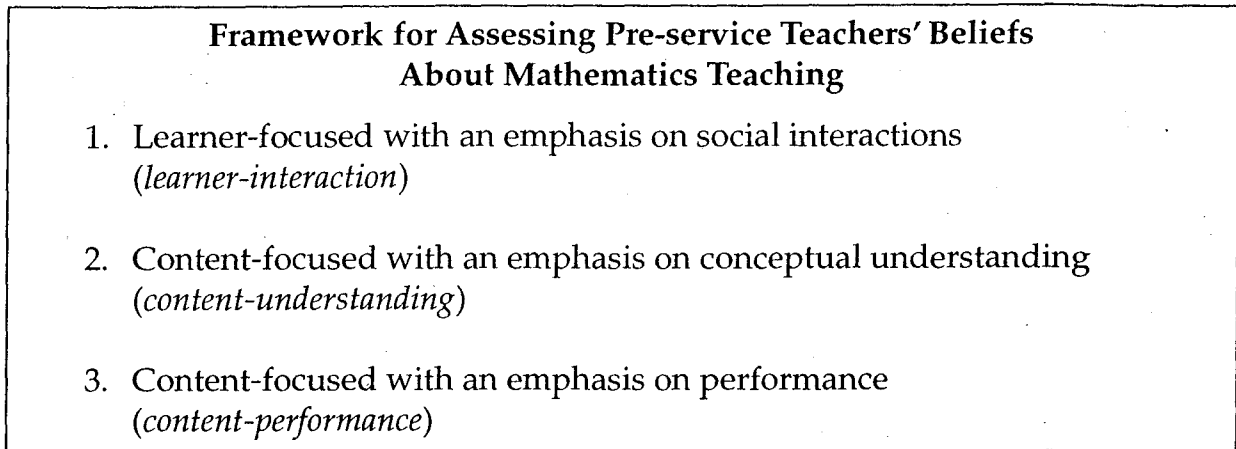 Framework for Assessing Pre-service Teachers' Beliefs
About Mathematics Teaching
1. Learner-focused with an emphasis on social interactions
(learner-interaction)
2. Content-focused with an emphasis on conceptual understanding
(content-understanding)
3. Content-focused with an emphasis on performance
(content-performance)